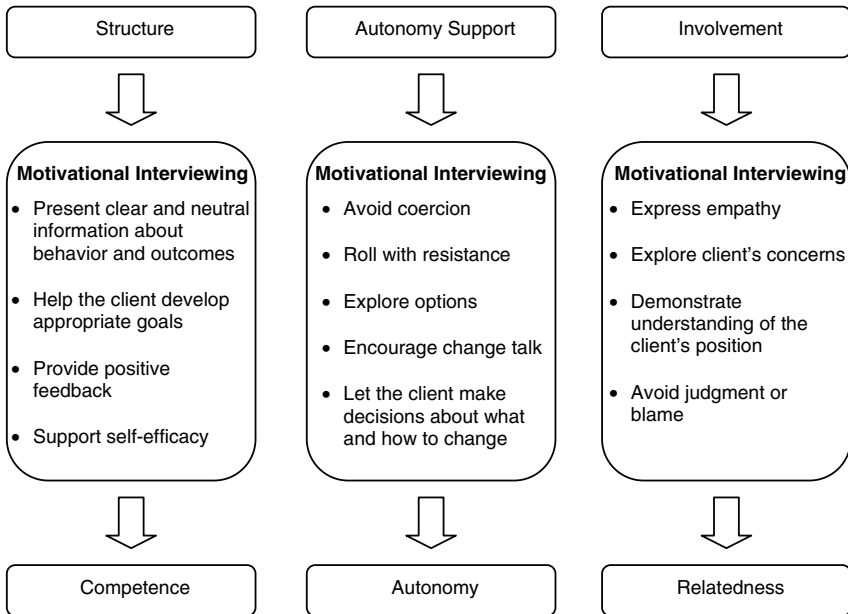 Structure
Autonomy Support
Involvement
Motivational Interviewing
• Present clear and neutral
information about
behavior and outcomes
• Help the client develop
appropriate goals
• Provide positive
feedback
• Support self-efficacy
Motivational Interviewing
• Avoid coercion
• Roll with resistance
• Explore options
• Encourage change talk
• Let the client make
decisions about what
and how to change
Motivational Interviewing
• Express empathy
• Explore client's concerns
• Demonstrate
understanding of the
client's position
• Avoid judgment or
blame
Competence
Autonomy
Relatedness